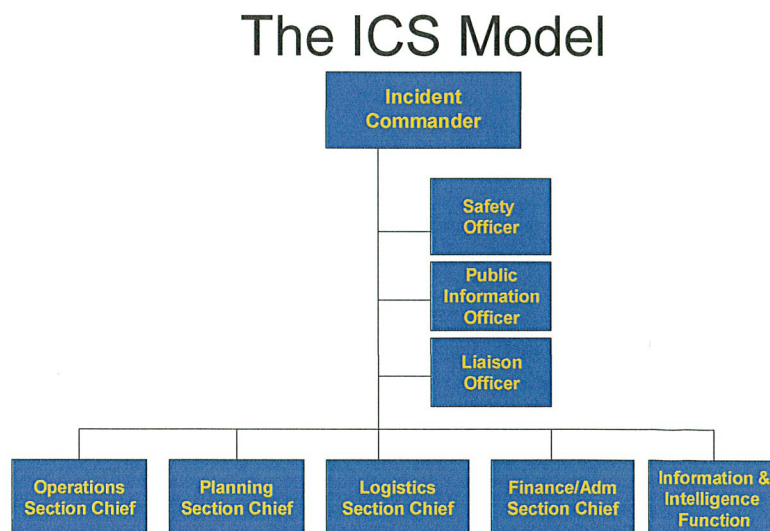 The ICS Model
Incident
Commander
Safety
Officer
Public
Information
Officer
Liaison
Officer
Operations
Section Chief
Planning
Section Chief
Logistics
Section Chief
Finance/Adm
Section Chief
Information &
Intelligence
Function